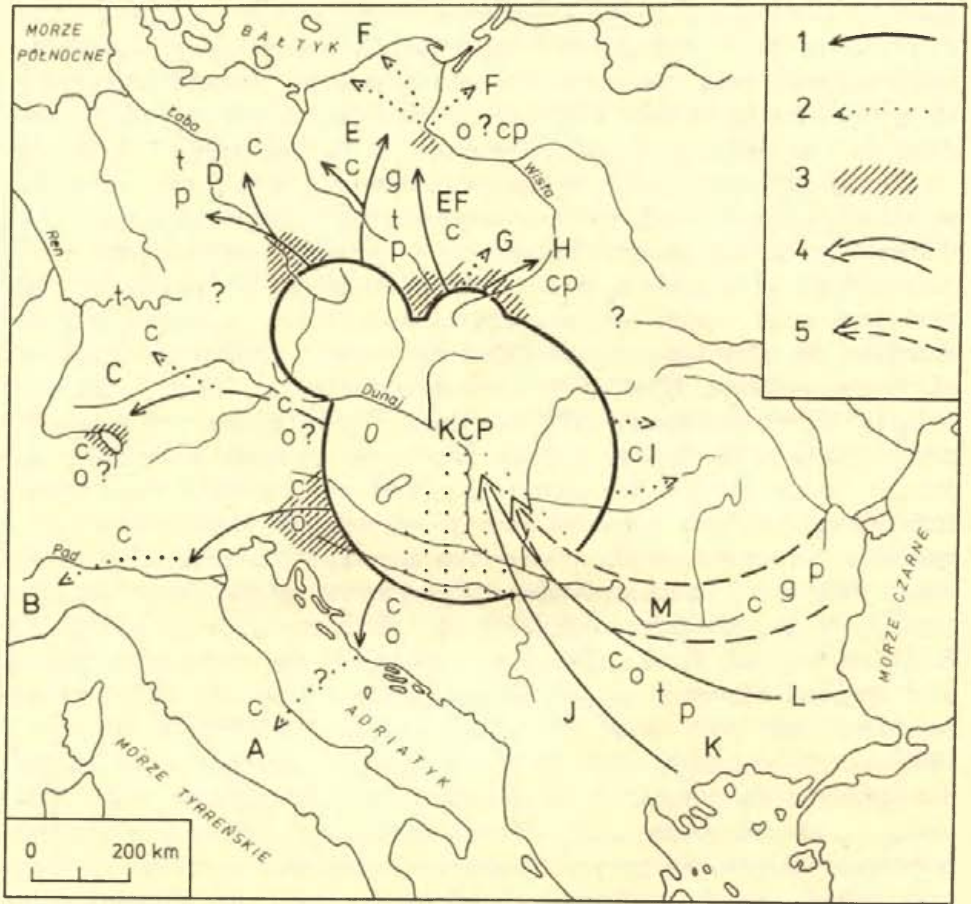 MORZE
PÓŁNOCNE
BAŁTYK
F
1
2
3
4
5
F
o ? cp
Łaba
t
p
D
c
E
c
g
t
p
EF
c
G
Wisła
H
cp
Ren
t
?
?
c
C
c
o?
Dunaj
KCP
c
o?
c
o
cl
c
Pad
B
c
o
?
c
A
ADRIATYK
MORZE TYRREŃSKIE
M
c g p
c o t p
L
J
K
MORZE CZARNE
0 200 km